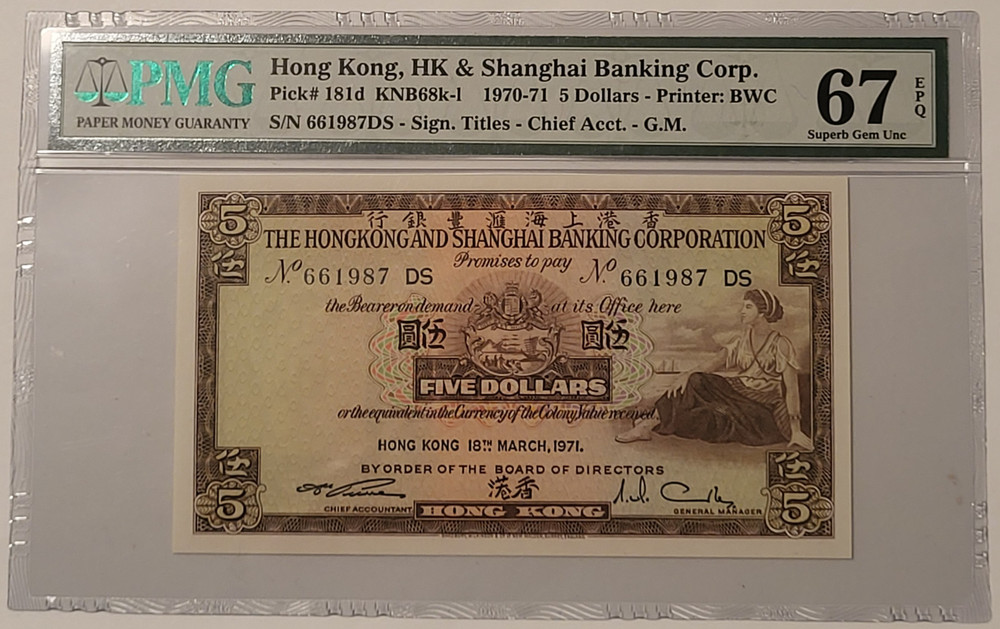 PMG
PAPER MONEY GUARANTY
Hong Kong, HK & Shanghai Banking Corp.
Pick# 181d KNB68k-l 1970-71 5 Dollars - Printer: BWC
S/N 661987DS - Sign. Titles - Chief Acct. - G.M.
67
EPQ
Superb Gem Unc
5 5
行銀豐滙海上港香
THE HONGKONG AND SHANGHAI BANKING CORPORATION
伍 伍
Promises to pay
No 661987 DS No 661987 DS
the Bearer on demand at its Office here
圓伍 圓伍
FIVE DOLLARS
or the equivalent in the Currency of the Colony Value received
HONG KONG 18TH MARCH, 1971.
BY ORDER OF THE BOARD OF DIRECTORS
伍 伍
港香
5 5
CHIEF ACCOUNTANT HONG KONG GENERAL MANAGER